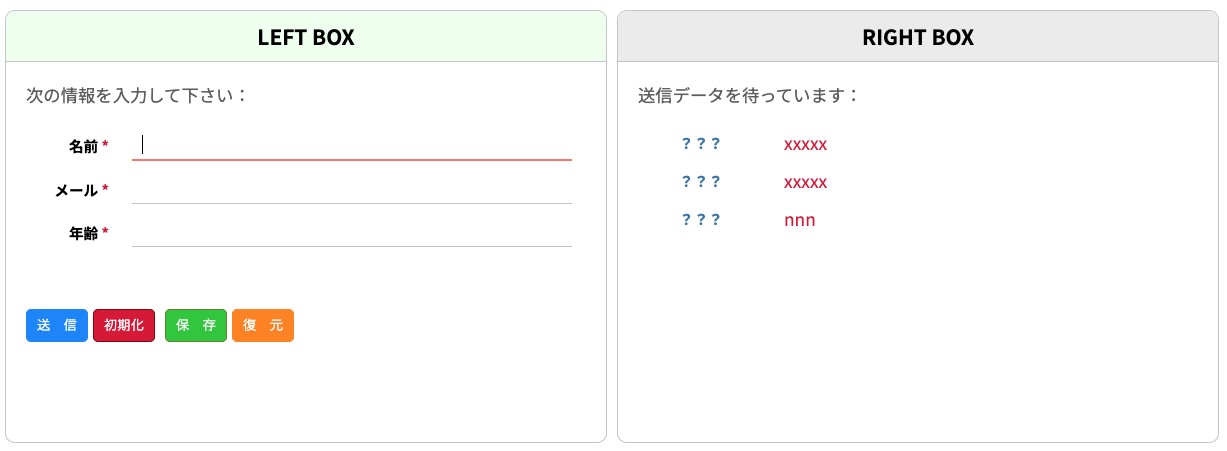 LEFT BOX
次の情報を入力して下さい：
名前 *
メール *
年齢 *
送　信 初期化 保　存 復　元
RIGHT BOX
送信データを待っています：
？？？ xxxxx
？？？ xxxxx
？？？ nnn